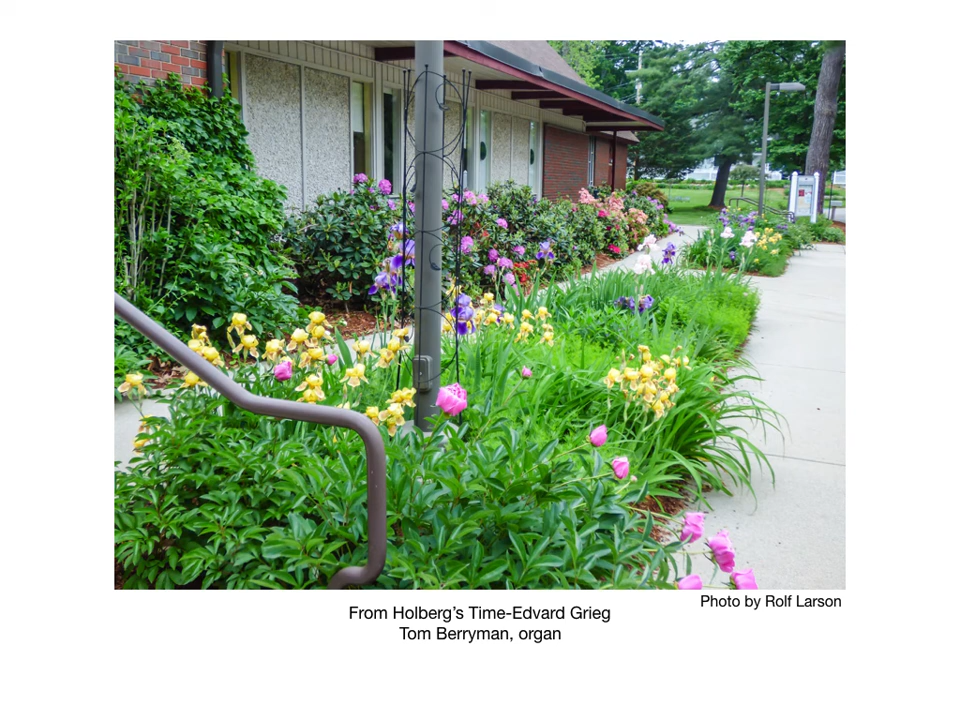 Photo by Rolf Larson
From Holberg’s Time-Edvard Grieg
Tom Berryman, organ